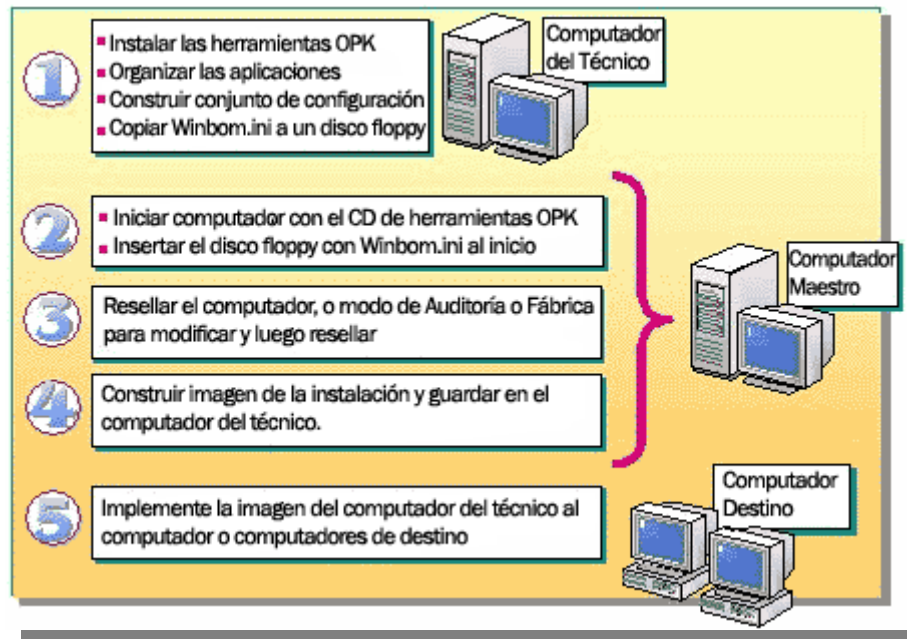 1
Instalar las herramientas OPK
Organizar las aplicaciones
Construir conjunto de configuración
Copiar Winbom.ini a un disco floppy
Computador
del Técnico
2
Iniciar computador con el CD de herramientas OPK
Insertar el disco floppy con Winbom.ini al inicio
3
Resellar el computador, o modo de Auditoría o Fábrica
para modificar y luego resellar
4
Construir imagen de la instalación y guardar en el
computador del técnico.
Computador
Maestro
5
Implemente la imagen del computador del técnico al
computador o computadores de destino
Computador
Destino